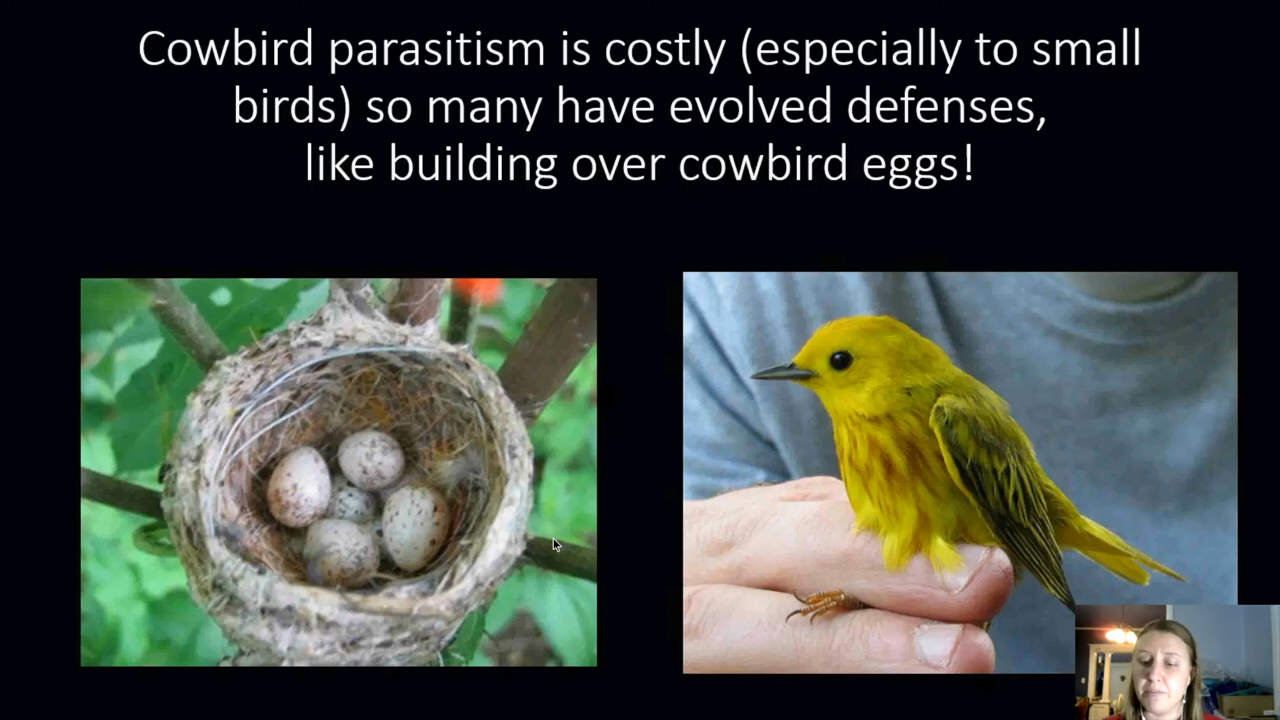 Cowbird parasitism is costly (especially to small
birds) so many have evolved defenses,
like building over cowbird eggs!